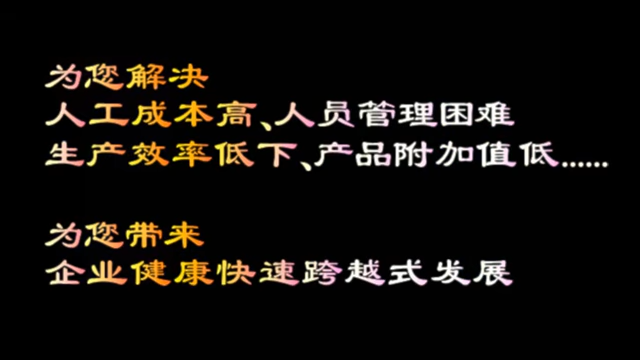 为您解决
人工成本高、人员管理困难
生产效率低下、产品附加值低......
为您带来
企业健康快速跨越式发展